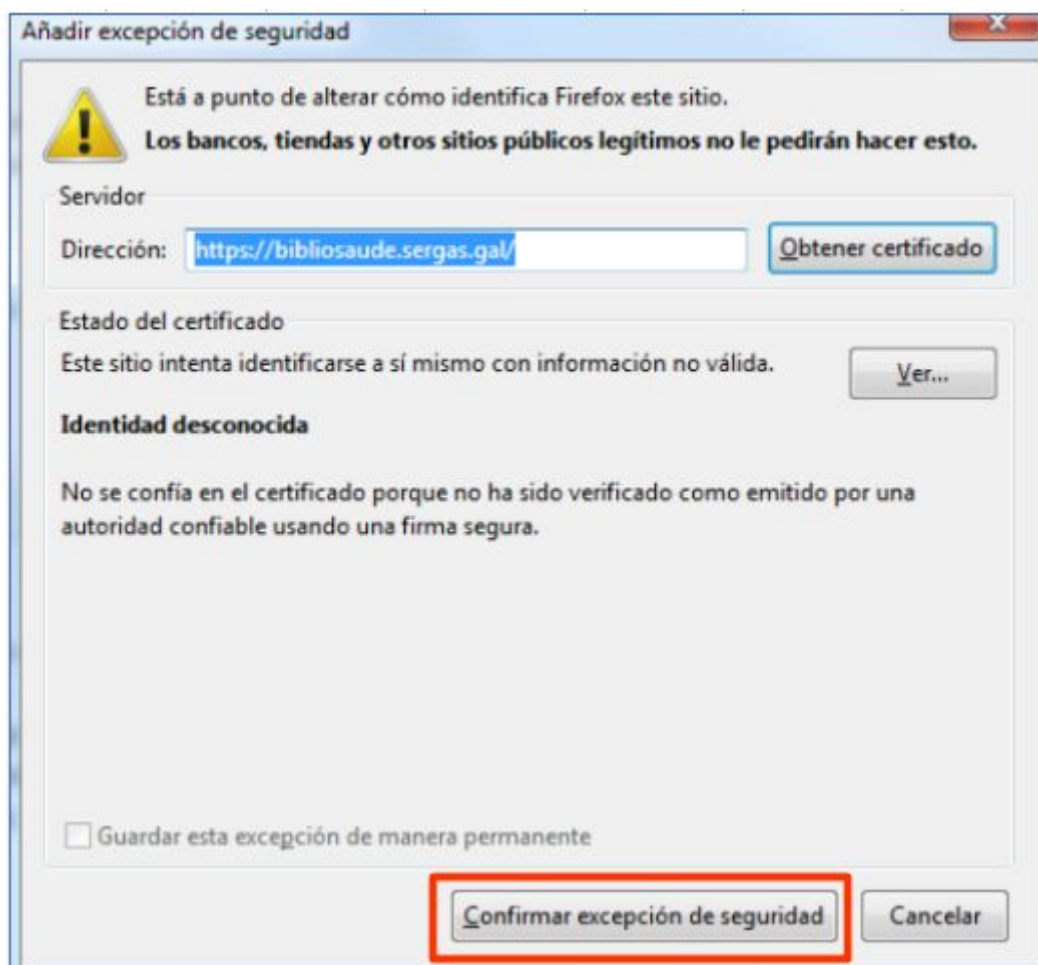 Añadir excepción de seguridad
Está a punto de alterar cómo identifica Firefox este sitio.
Los bancos, tiendas y otros sitios públicos legítimos no le pedirán hacer esto.
Servidor
Dirección: https://bibliosaude.sergas.gal/ Obtener certificado
Estado del certificado
Este sitio intenta identificarse a sí mismo con información no válida. Ver...
Identidad desconocida
No se confía en el certificado porque no ha sido verificado como emitido por una
autoridad confiable usando una firma segura.
Guardar esta excepción de manera permanente
Confirmar excepción de seguridad Cancelar